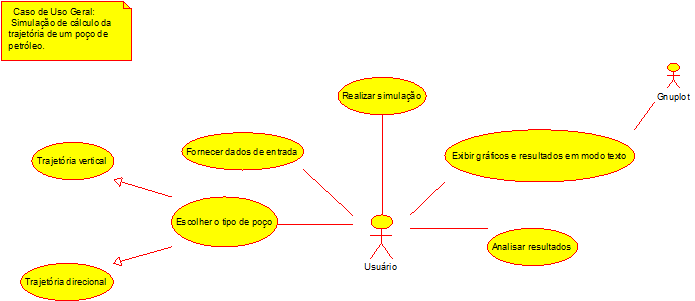 Caso de Uso Geral:
Simulação de cálculo da
trajetória de um poço de
petróleo.
Realizar simulação
Gnuplot
Fornecer dados de entrada
Trajetória vertical
Exibir gráficos e resultados em modo texto
Escolher o tipo de poço
Analisar resultados
Usuário
Trajetória direcional